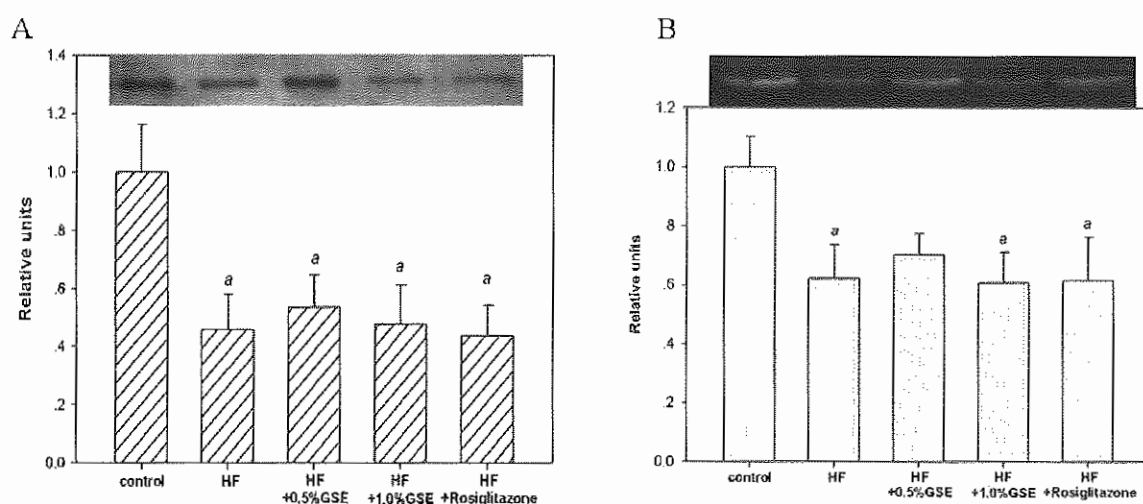 A
Relative units
1.4
1.2
1.0
.8
.6
.4
.2
0.0
a
a
a
a
control
HF
HF
+0,5%GSE
HF
+1.0%GSE
HF
+Rosiglitazone
B
Relative units
1.2
1.0
.8
.6
.4
.2
0.0
a
a
a
control
HF
HF
+0,5%GSE
HF
+1.0%GSE
HF
+Rosiglitazone